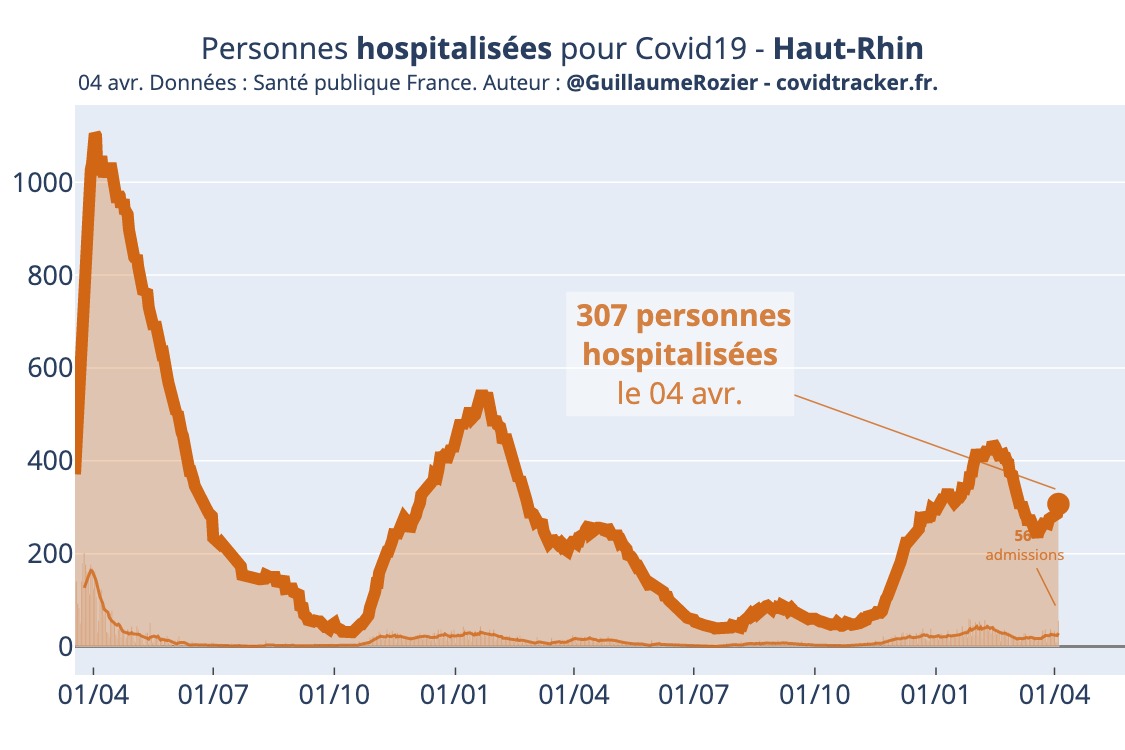 Personnes hospitalisées pour Covid19 - Haut-Rhin
04 avr. Données : Santé publique France. Auteur : @GuillaumeRozier - covidtracker.fr.
1000
800
600
400
200
0
307 personnes
hospitalisées
le 04 avr.
56
admissions
01/04 01/07 01/10 01/01 01/04 01/07 01/10 01/01 01/04